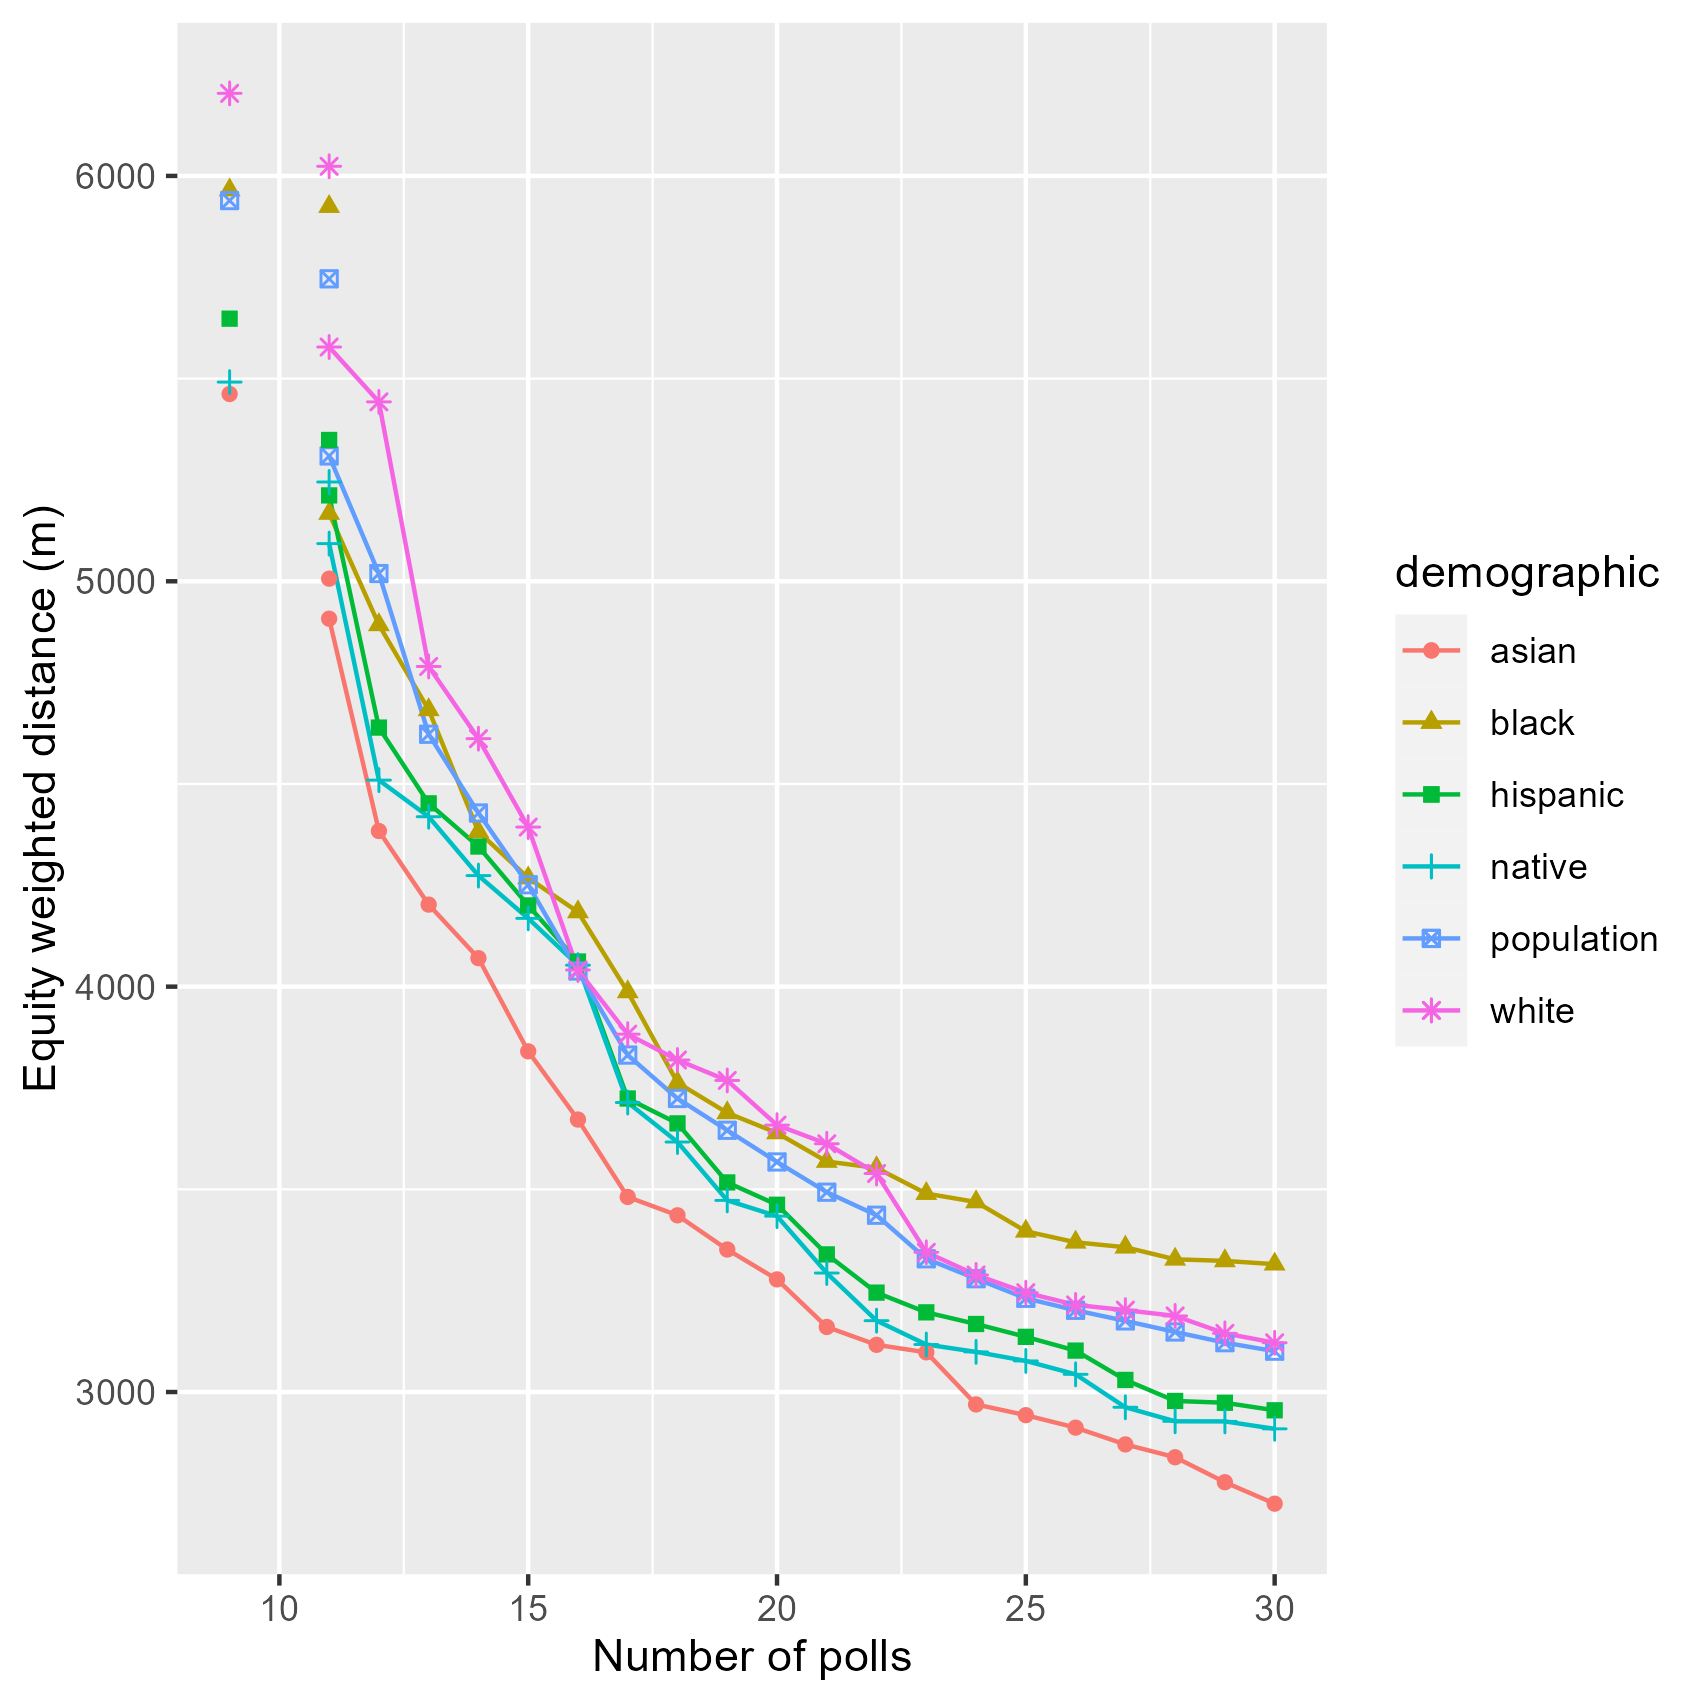 6000
5000
4000
3000
10 15 20 25 30
Number of polls
Equity weighted distance (m)
demographic
asian
black
hispanic
native
population
white